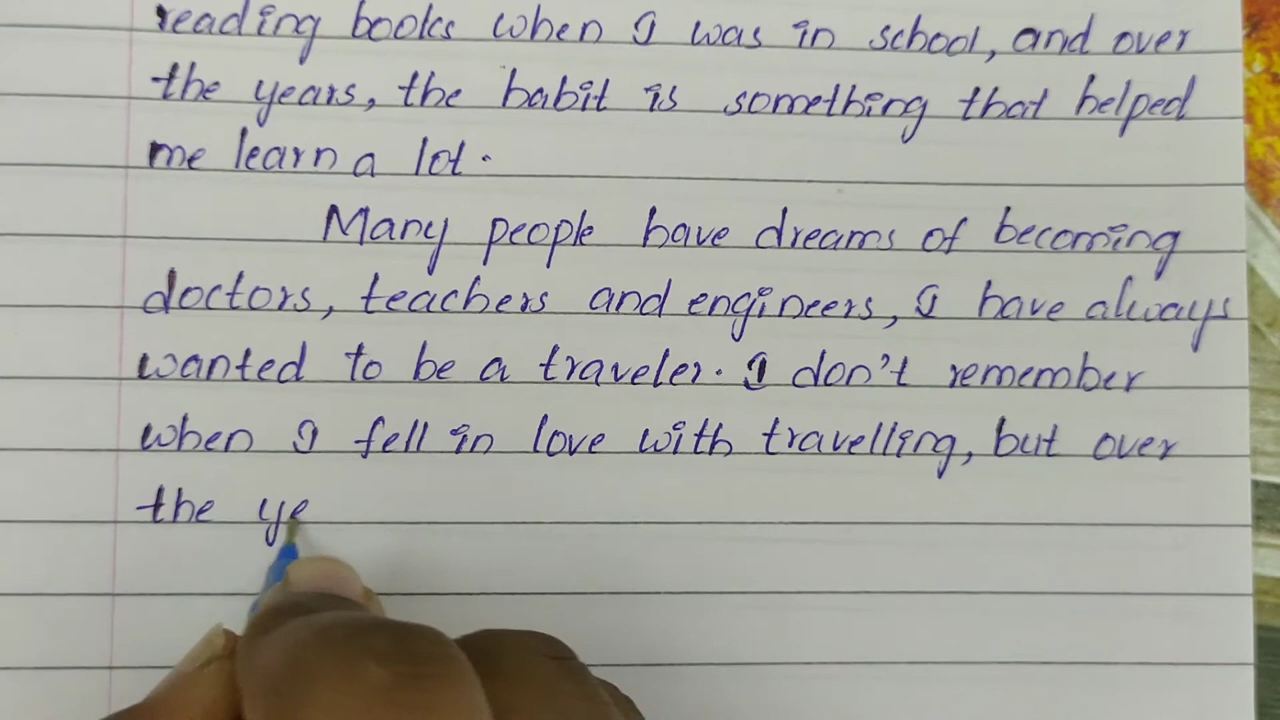 reading books when I was in school, and over
the years, the habit is something that helped
me learn a lot.
Many people have dreams of becoming
doctors, teachers and engineers, I have always
wanted to be a traveler. I don't remember
when I fell in love with travelling, but over
the ye